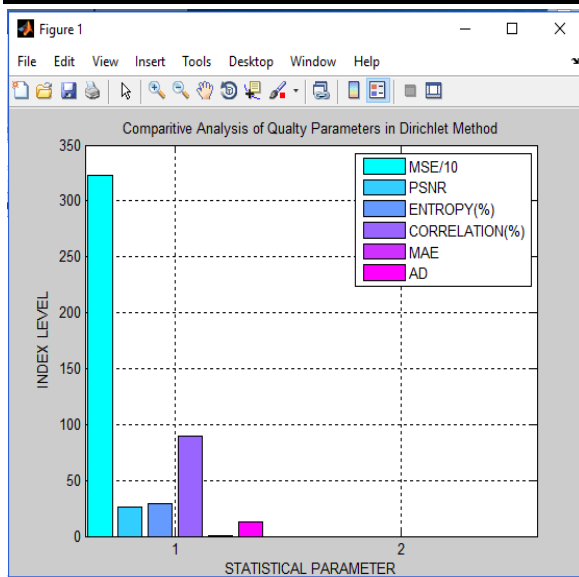 Figure 1
File Edit View Insert Tools Desktop Window Help
Comparitive Analysis of Qualty Parameters in Dirichlet Method
350
300
250
200
150
100
50
0
INDEX LEVEL
MSE/10
PSNR
ENTROPY(%)
CORRELATION(%)
MAE
AD
1 2
STATISTICAL PARAMETER